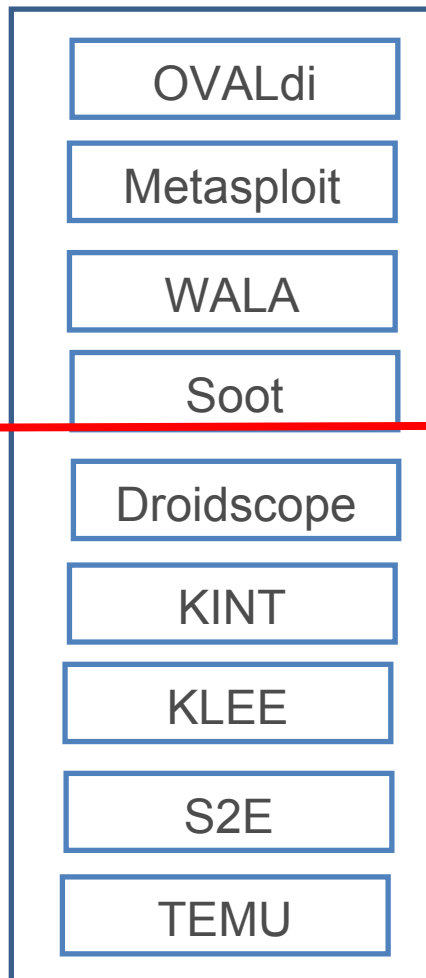 OVALdi
Metasploit
WALA
Soot
Droidscope
KINT
KLEE
S2E
TEMU